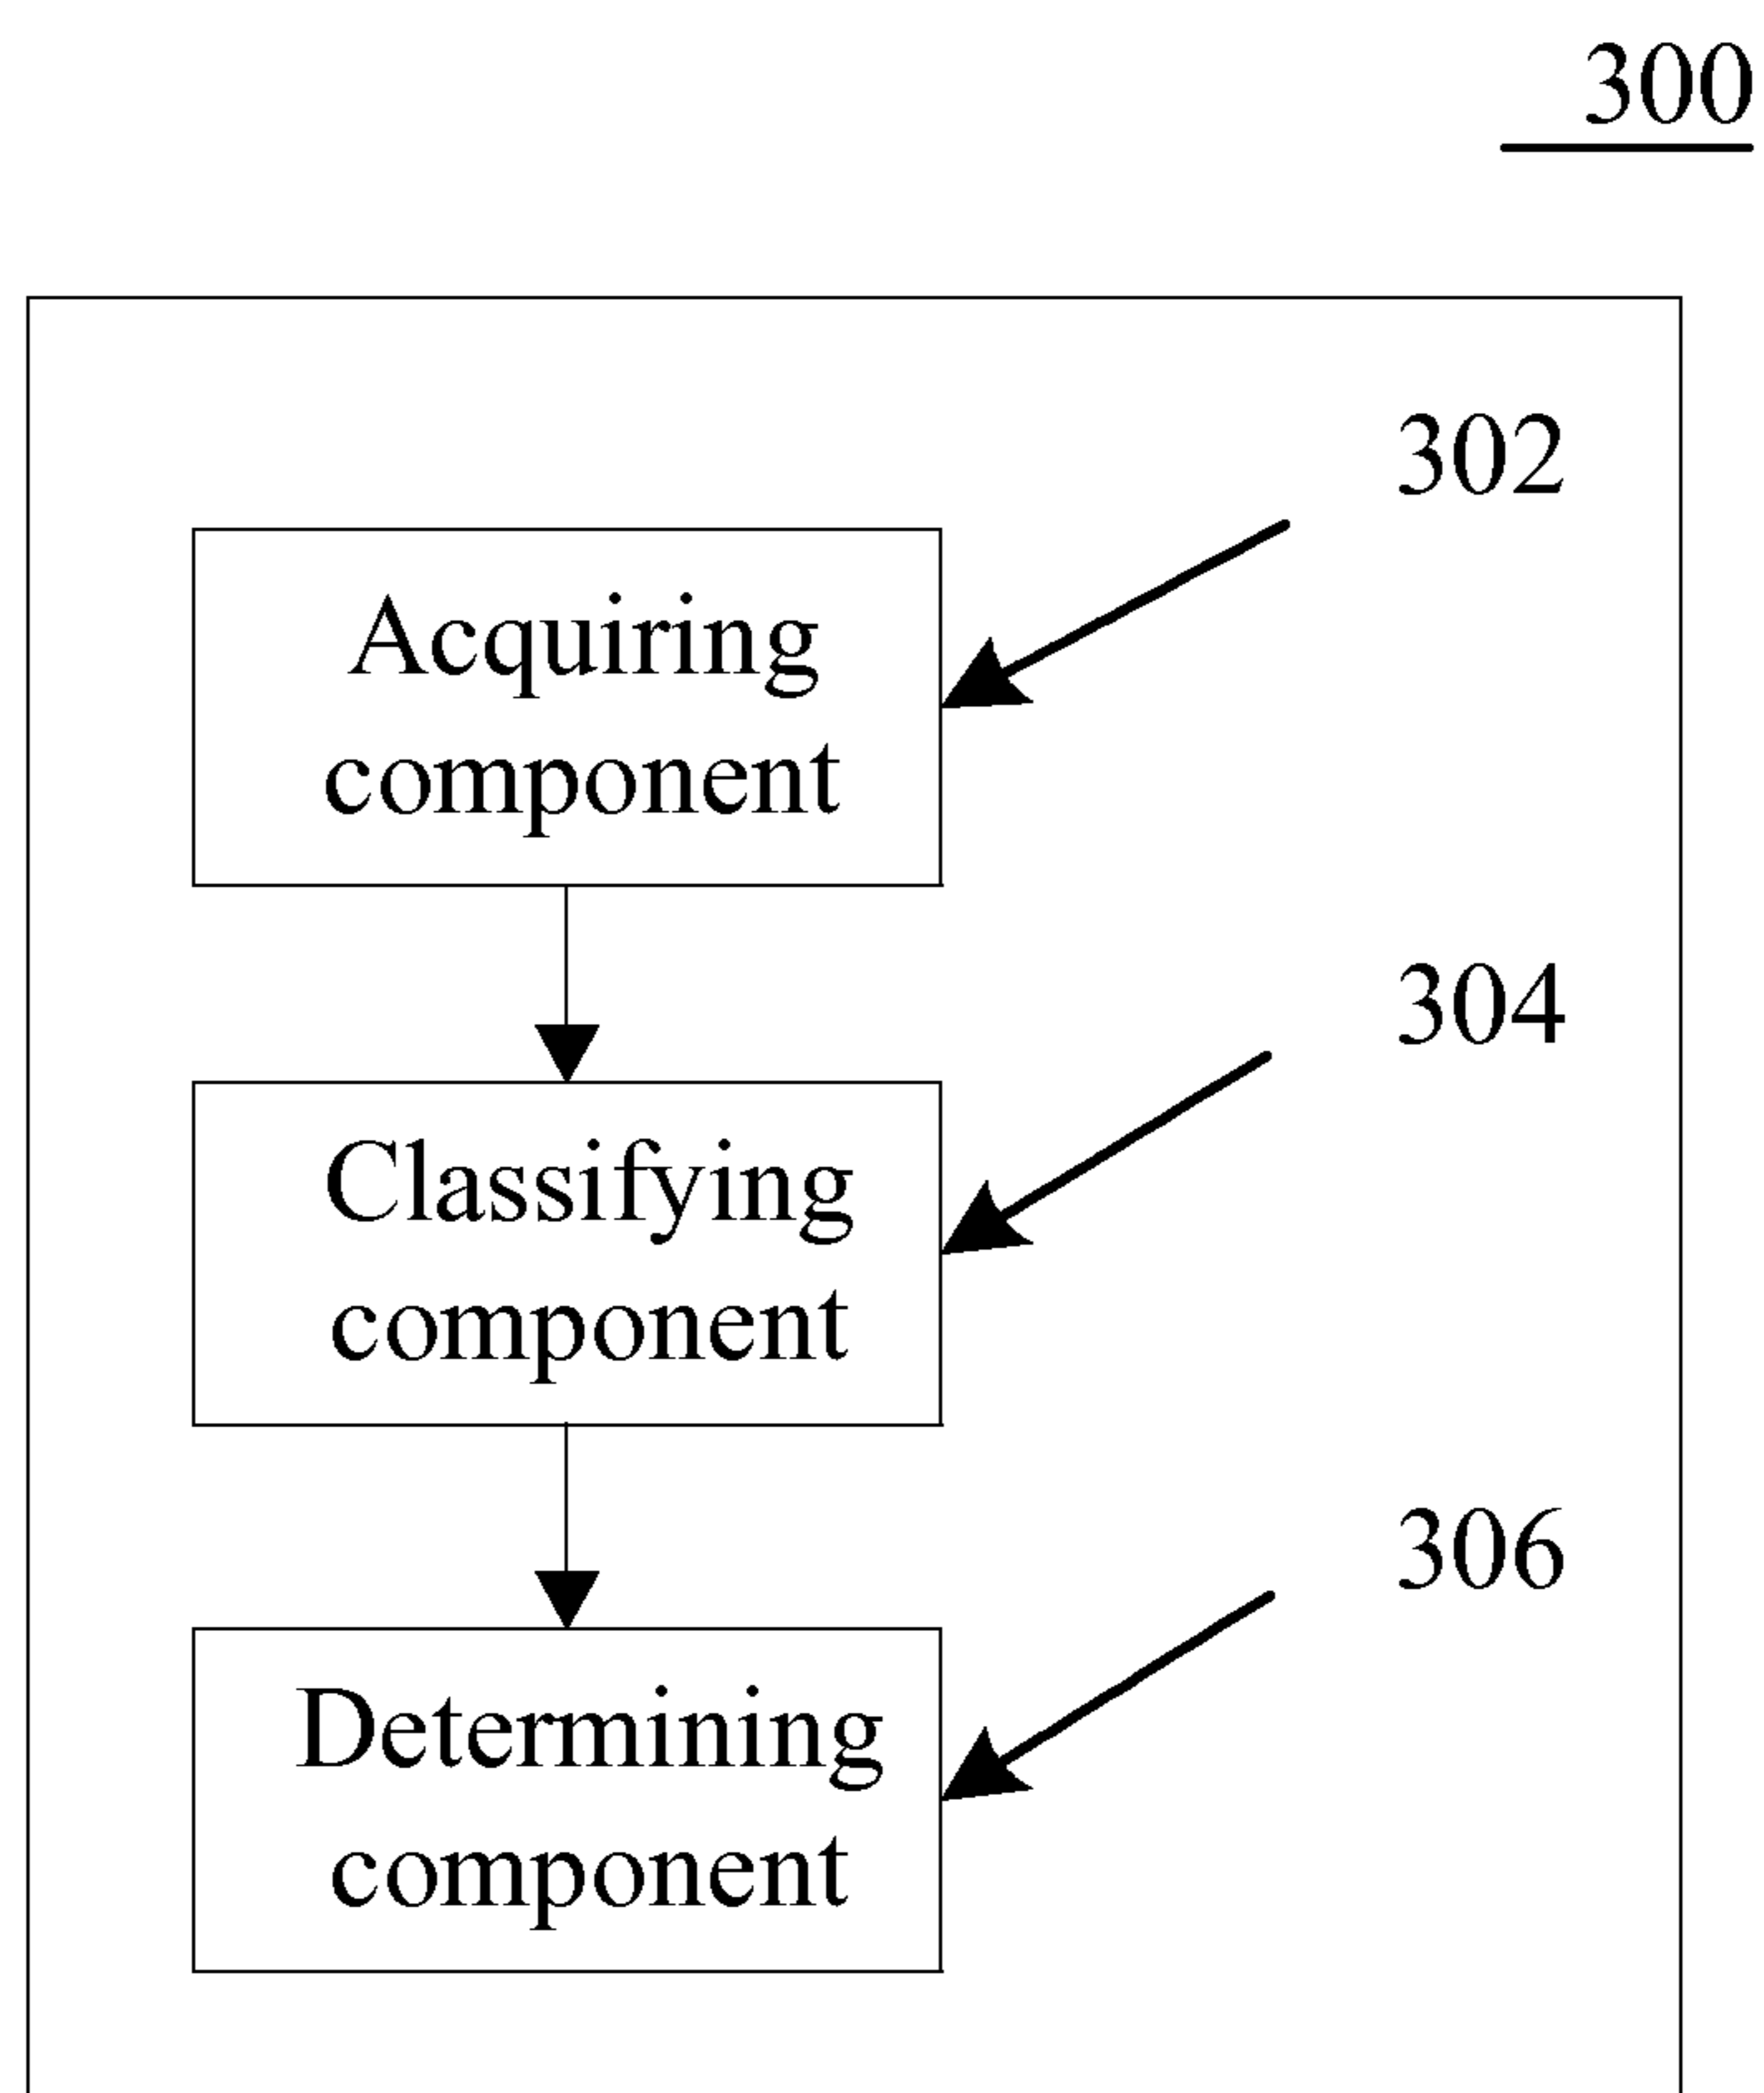 300
302
Acquiring
component
304
Classifying
component
306
Determining
component